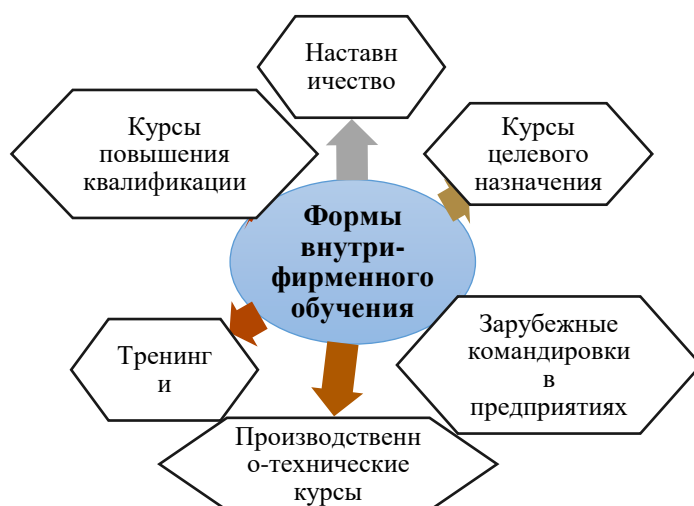 Наставн
ичество
Курсы
повышения
квалификации
Курсы
целевого
назначения
Формы
внутри-
фирменного
обучения
Зарубежные
командировки
в
предприятиях
Тренинг
и
Производственн
о-технические
курсы